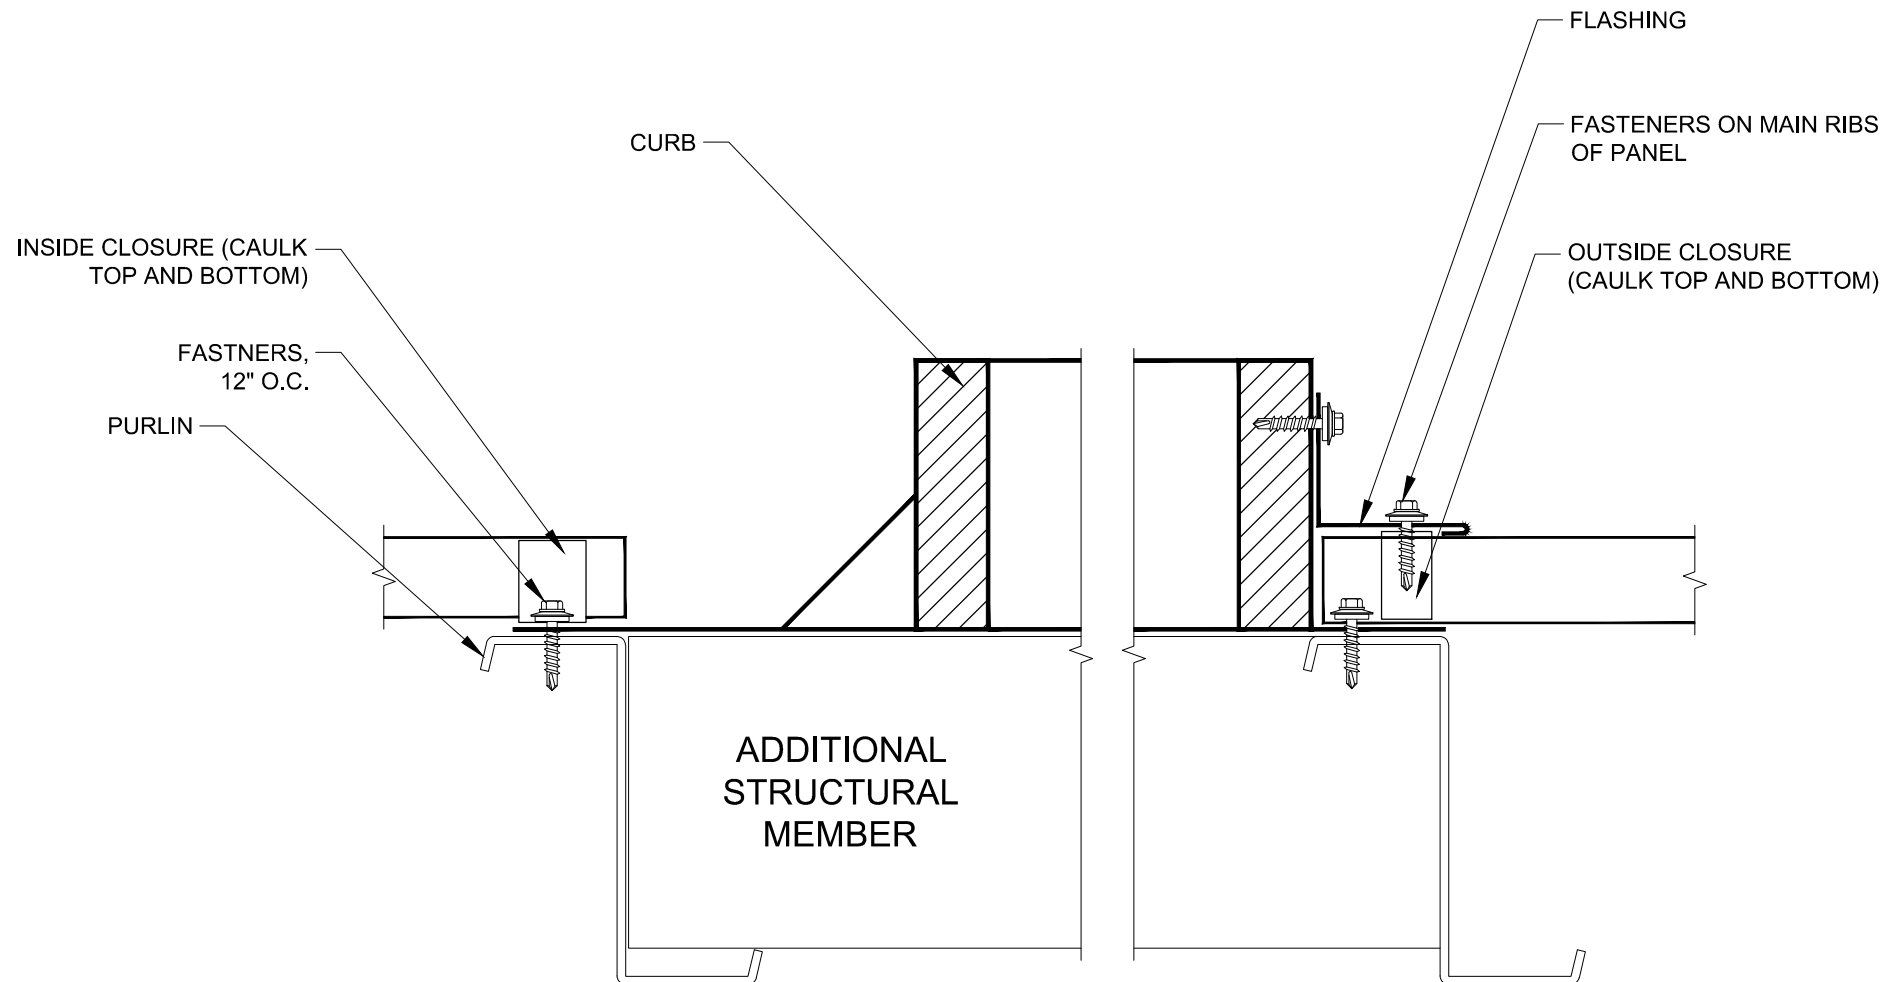 FLASHING
FASTENERS ON MAIN RIBS
OF PANEL
CURB
INSIDE CLOSURE (CAULK
TOP AND BOTTOM)
OUTSIDE CLOSURE
(CAULK TOP AND BOTTOM)
FASTNERS,
12" O.C.
PURLIN
ADDITIONAL
STRUCTURAL
MEMBER